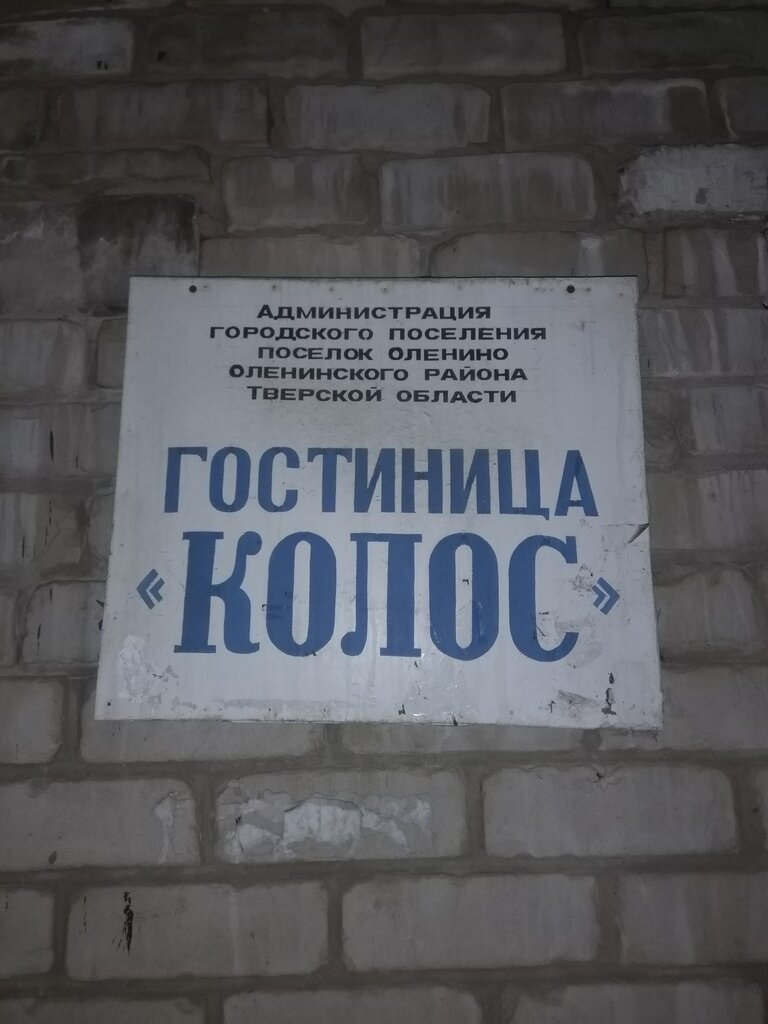 АДМИНИСТРАЦИЯ
ГОРОДСКОГО ПОСЕЛЕНИЯ
ПОСЕЛОК ОЛЕНИНО
ОЛЕНИНСКОГО РАЙОНА
ТВЕРСКОЙ ОБЛАСТИ
ГОСТИНИЦА
«КОЛОС»